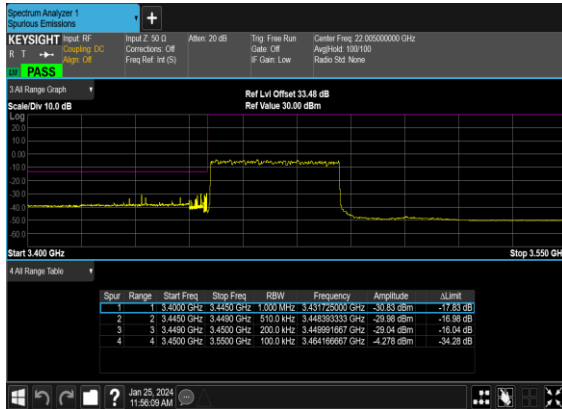 Spectrum Analyzer 1
Spurious Emissions
+
KEYSIGHT Input: RF Input Z: 50 Ω Atten: 20 dB Trig: Free Run Center Freq: 22.005000000 GHz
R T Coupling: DC Corrections: Off Gate: Off Avg|Hold: 100/100
Align: Off Freq Ref: Int (S) IF Gain: Low Radio Std: None
PASS
3 All Range Graph
Ref Lvl Offset 33.48 dB
Scale/Div 10.0 dB Ref Value 30.00 dBm
Log
20.0
10.0
0.00
-10.0
-20.0
-30.0
-40.0
-50.0
-60.0
Start 3.400 GHz Stop 3.550 GH
4 All Range Table
Spur Range Start Freq Stop Freq RBW Frequency Amplitude ΔLimit
1 1 3.4000 GHz 3.4450 GHz 1.000 MHz 3.431725000 GHz -30.83 dBm -17.83 dB
2 2 3.4450 GHz 3.4490 GHz 510.0 kHz 3.448393333 GHz -29.98 dBm -16.98 dB
3 3 3.4490 GHz 3.4500 GHz 200.0 kHz 3.449991667 GHz -29.04 dBm -16.04 dB
4 4 3.4500 GHz 3.5500 GHz 100.0 kHz 3.464166667 GHz -4.278 dBm -34.28 dB
? Jan 25, 2024
11:56:09 AM